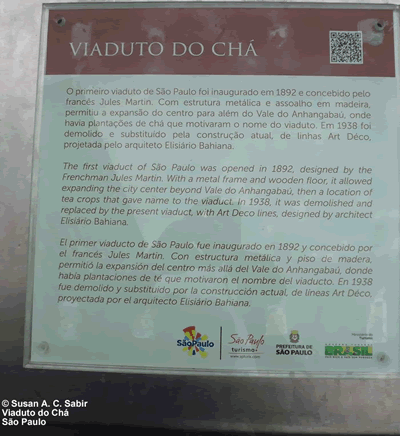 VIADUTO DO CHÁ
O primeiro viaduto de São Paulo foi inaugurado em 1892 e concebido pelo
francês Jules Martin. Com estrutura metálica e assoalho em madeira,
permitiu a expansão do centro para além do Vale do Anhangabaú, onde
havia plantações de chá que motivaram o nome do viaduto. Em 1938 foi
demolido e substituído pela construção atual, de linhas Art Déco,
projetada pelo arquiteto Elisiário Bahiana.
The first viaduct of São Paulo was opened in 1892, designed by the
Frenchman Jules Martin. With a metal frame and wooden floor, it allowed
expanding the city center beyond Vale do Anhangabaú, then a location of
tea crops that gave name to the viaduct. In 1938, it was demolished and
replaced by the present viaduct, with Art Deco lines, designed by architect
Elisiário Bahiana.
El primer viaducto de São Paulo fue inaugurado en 1892 y concebido por
el francés Jules Martin. Con estructura metálica y piso de madera,
permitió la expansión del centro más allá del Vale do Anhangabaú, donde
había plantaciones de té que motivaron el nombre del viaducto. En 1938
fue demolido y substituido por la construcción actual, de líneas Art Déco,
proyectada por el arquitecto Elisiário Bahiana.
SãoPaulo
São Paulo
turismo
PREFEITURA DE
SÃO PAULO
BRASIL
© Susan A. C. Sabir
Viaduto do Chá
São Paulo